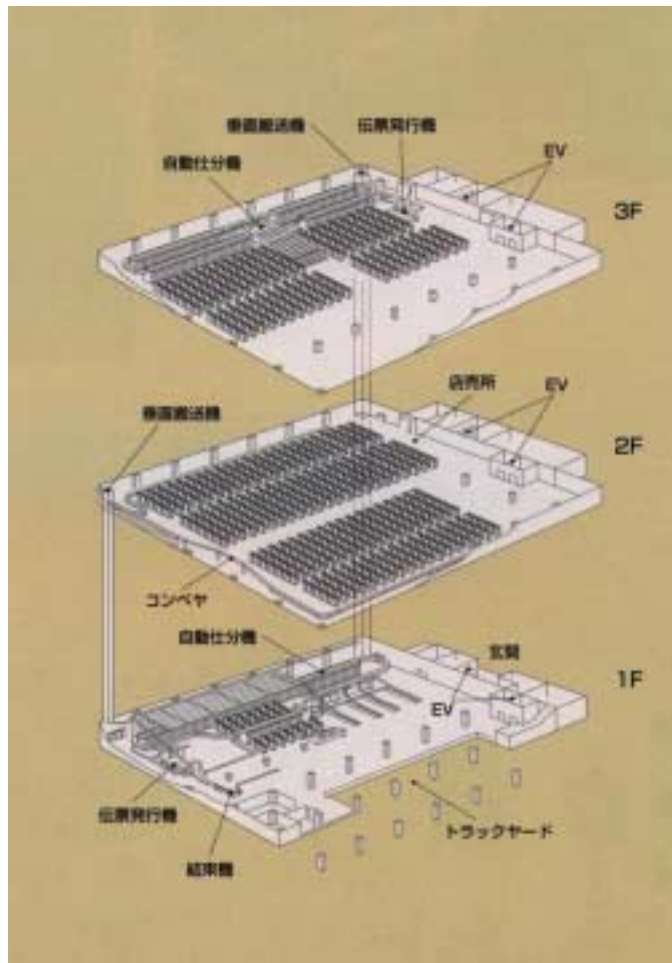 垂直搬送機
伝票発行機
自動仕分機
EV
3F
店売所
EV
垂直搬送機
2F
コンベヤ
自動仕分機
玄関
1F
EV
伝票発行機
トラックヤード
結束機